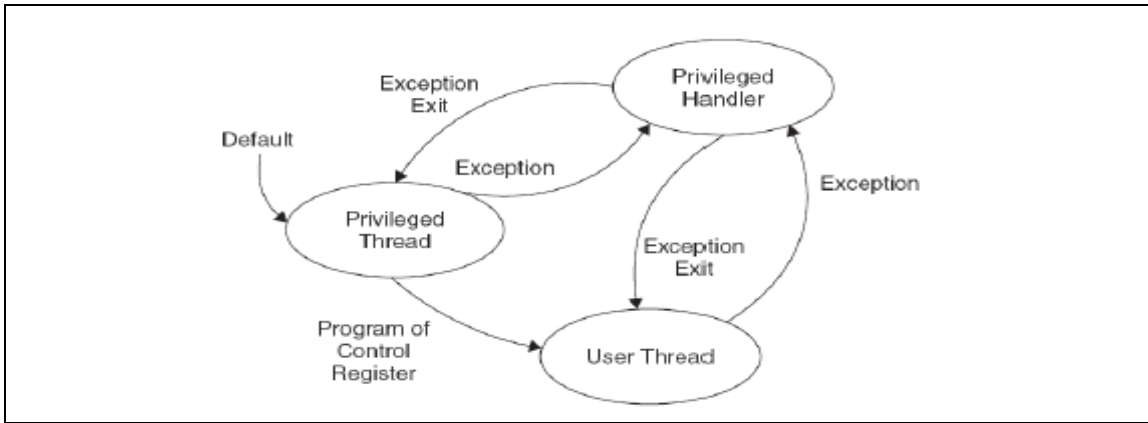 Privileged
Handler
Exception
Exit
Default
Exception
Exception
Privileged
Thread
Exception
Exit
Program of
Control
Register
User Thread